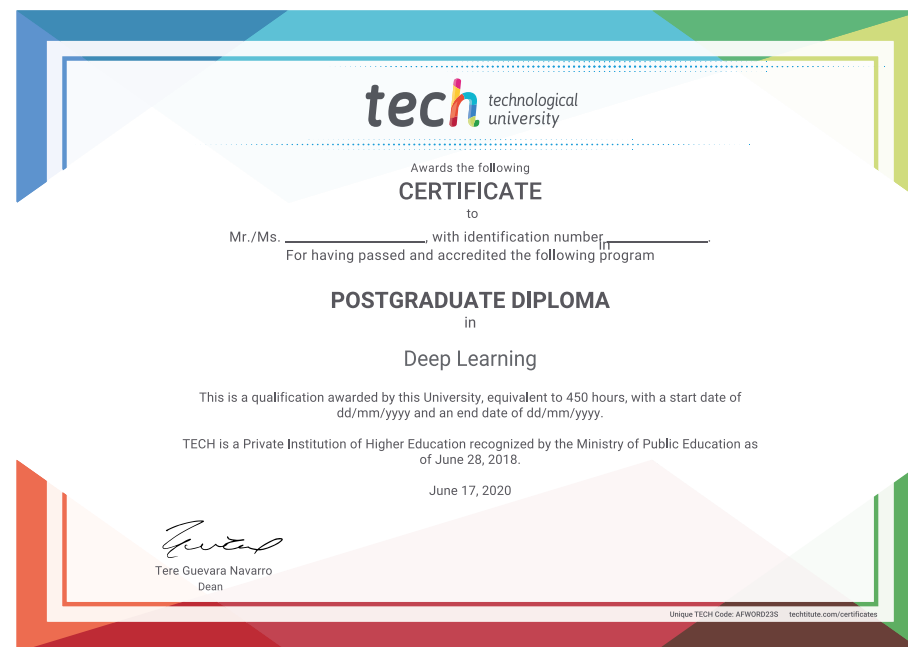 tech technological
university
Awards the following
CERTIFICATE
to
Mr./Ms. ____________, with identification number ____________.
in
For having passed and accredited the following program
POSTGRADUATE DIPLOMA
in
Deep Learning
This is a qualification awarded by this University, equivalent to 450 hours, with a start date of
dd/mm/yyyy and an end date of dd/mm/yyyy.
TECH is a Private Institution of Higher Education recognized by the Ministry of Public Education as
of June 28, 2018.
June 17, 2020
Tere Guevara Navarro
Dean
Unique TECH Code: AFWORD23S techtitute.com/certificates